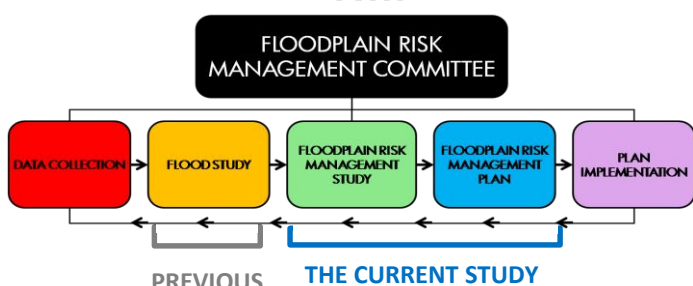 FLOODPLAIN RISK
MANAGEMENT COMMITTEE
DATA COLLECTION
FLOOD STUDY
FLOODPLAIN RISK
MANAGEMENT
STUDY
FLOODPLAIN RISK
MANAGEMENT
PLAN
PLAN
IMPLEMENTATION
PREVIOUS
THE CURRENT STUDY